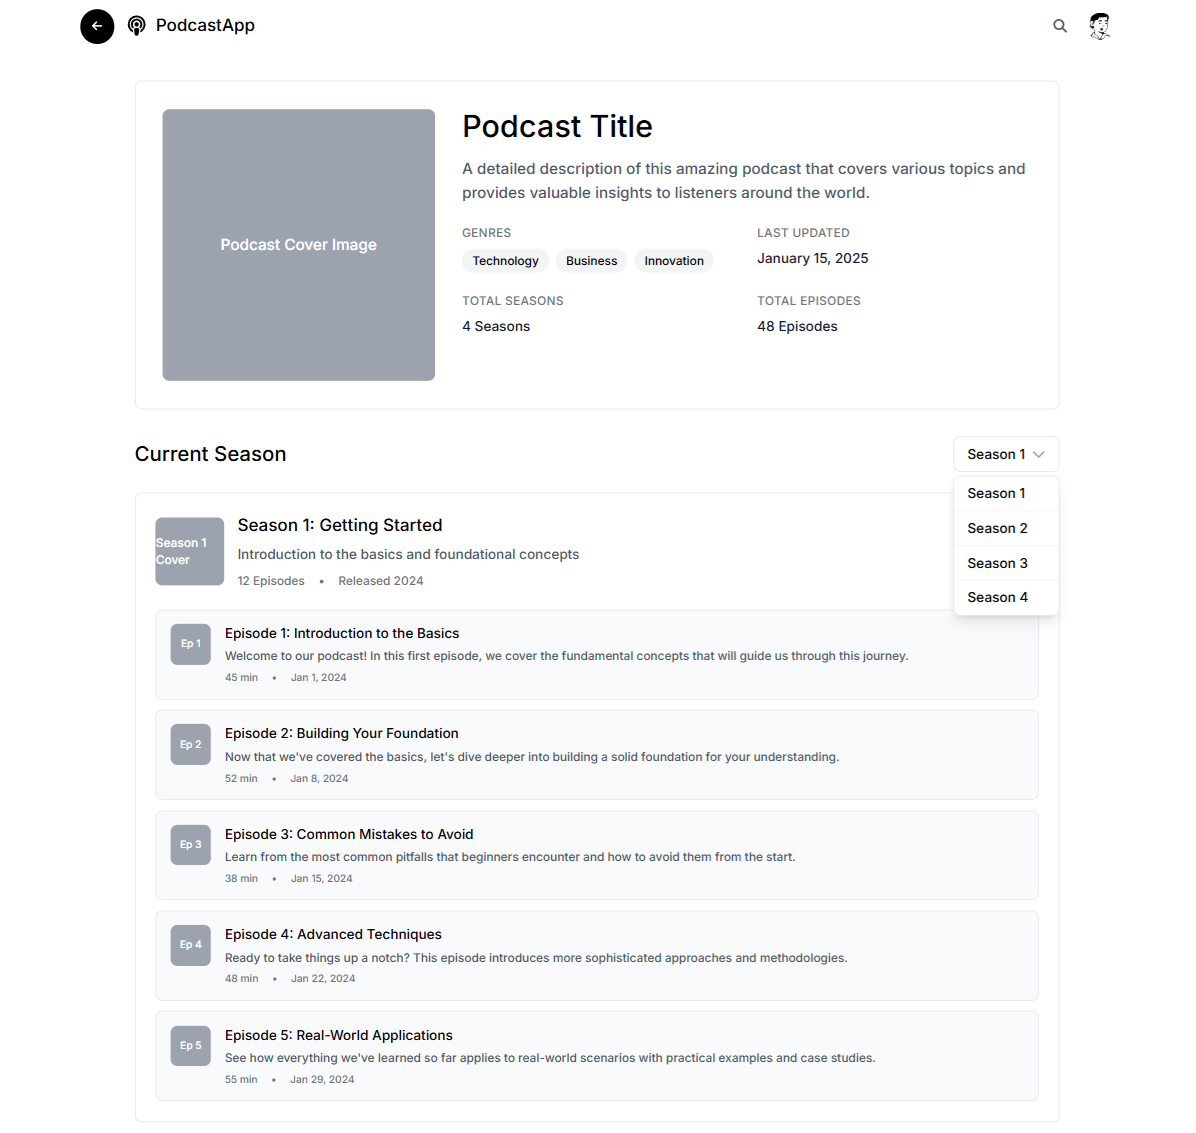 PodcastApp
Podcast Cover Image
Podcast Title
A detailed description of this amazing podcast that covers various topics and
provides valuable insights to listeners around the world.
GENRES
Technology Business Innovation
LAST UPDATED
January 15, 2025
TOTAL SEASONS
4 Seasons
TOTAL EPISODES
48 Episodes
Current Season
Season 1
Season 1
Season 2
Season 3
Season 4
Season 1
Cover
Season 1: Getting Started
Introduction to the basics and foundational concepts
12 Episodes • Released 2024
Ep 1
Episode 1: Introduction to the Basics
Welcome to our podcast! In this first episode, we cover the fundamental concepts that will guide us through this journey.
45 min • Jan 1, 2024
Ep 2
Episode 2: Building Your Foundation
Now that we've covered the basics, let's dive deeper into building a solid foundation for your understanding.
52 min • Jan 8, 2024
Ep 3
Episode 3: Common Mistakes to Avoid
Learn from the most common pitfalls that beginners encounter and how to avoid them from the start.
38 min • Jan 15, 2024
Ep 4
Episode 4: Advanced Techniques
Ready to take things up a notch? This episode introduces more sophisticated approaches and methodologies.
48 min • Jan 22, 2024
Ep 5
Episode 5: Real-World Applications
See how everything we've learned so far applies to real-world scenarios with practical examples and case studies.
55 min • Jan 29, 2024